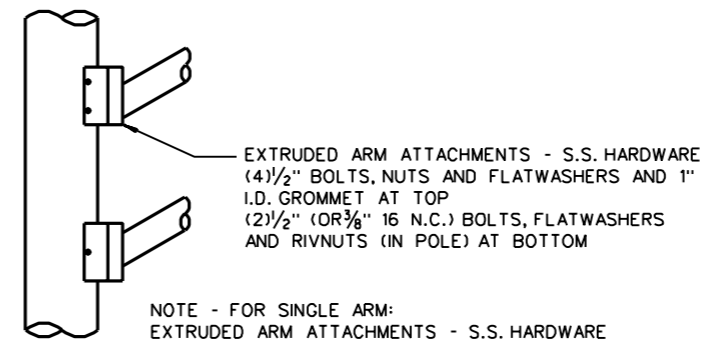 EXTRUDED ARM ATTACHMENTS - S.S. HARDWARE
(4)1/2" BOLTS, NUTS AND FLATWASHERS AND 1"
I.D. GROMMET AT TOP
(2)1/2" (OR 3/8" 16 N.C.) BOLTS, FLATWASHERS
AND RIVNUTS (IN POLE) AT BOTTOM
NOTE - FOR SINGLE ARM:
EXTRUDED ARM ATTACHMENTS - S.S. HARDWARE